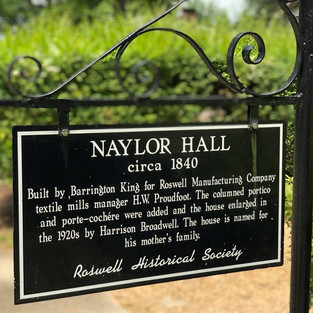 NAYLOR HALL
circa 1840
Built by Barrington King for Roswell Manufacturing Company
textile mills manager H.W. Proudfoot. The columned portico
and porte-cochére were added and the house enlarged in
the 1920s by Harrison Broadwell. The house is named for
his mother's family.
Roswell Historical Society